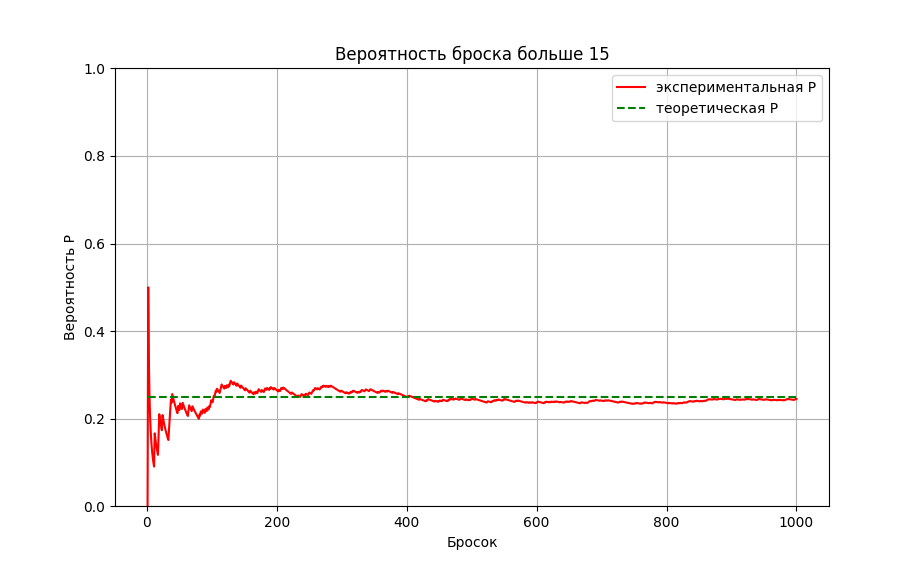 Вероятность броска больше 15
экспериментальная P
теоретическая P
Вероятность P
1.0
0.8
0.6
0.4
0.2
0.0
0 200 400 600 800 1000
Бросок